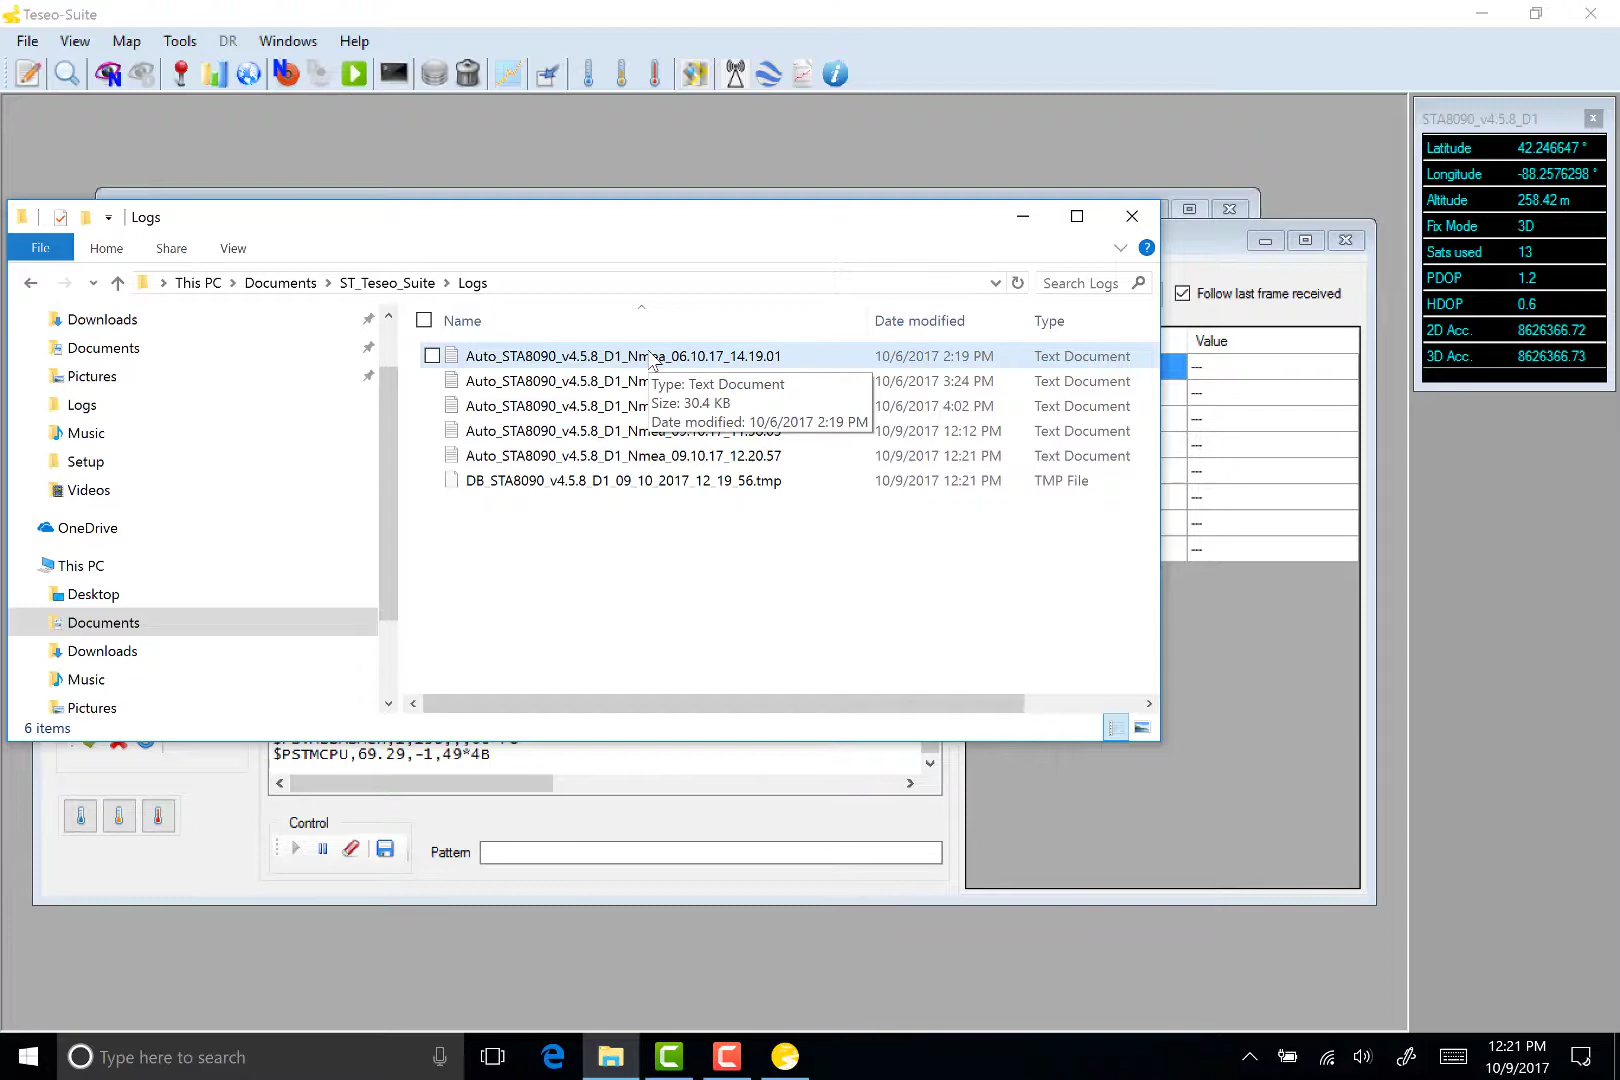 Teseo-Suite
File View Map Tools DR Windows Help
STA8090_v4.5.8_D1
Latitude 42.246647 °
Longitude -88.2576298 °
Altitude 258.42 m
Fix Mode 3D
Sats used 13
PDOP 1.2
HDOP 0.6
2D Acc. 8626366.72
3D Acc. 8626366.73
Logs
File Home Share View
This PC > Documents > ST_Teseo_Suite > Logs
Search Logs
Follow last frame received
Value
---
---
---
---
---
---
---
---
Downloads
Documents
Pictures
Logs
Music
Setup
Videos
OneDrive
This PC
Desktop
Documents
Downloads
Music
Pictures
6 items
Name Date modified Type
Auto_STA8090_v4.5.8_D1_Nmea_06.10.17_14.19.01 10/6/2017 2:19 PM Text Document
Auto_STA8090_v4.5.8_D1_Nm 10/6/2017 3:24 PM Text Document
Auto_STA8090_v4.5.8_D1_Nm 10/6/2017 4:02 PM Text Document
Auto_STA8090_v4.5.8_D1_Nmea 10/9/2017 12:12 PM Text Document
Auto_STA8090_v4.5.8_D1_Nmea_09.10.17_12.20.57 10/9/2017 12:21 PM Text Document
DB_STA8090_v4.5.8_D1_09_10_2017_12_19_56.tmp 10/9/2017 12:21 PM TMP File
Type: Text Document
Size: 30.4 KB
Date modified: 10/6/2017 2:19 PM
$PSTMCPU,69.29,-1,49*4B
Control
Pattern
Type here to search
12:21 PM
10/9/2017